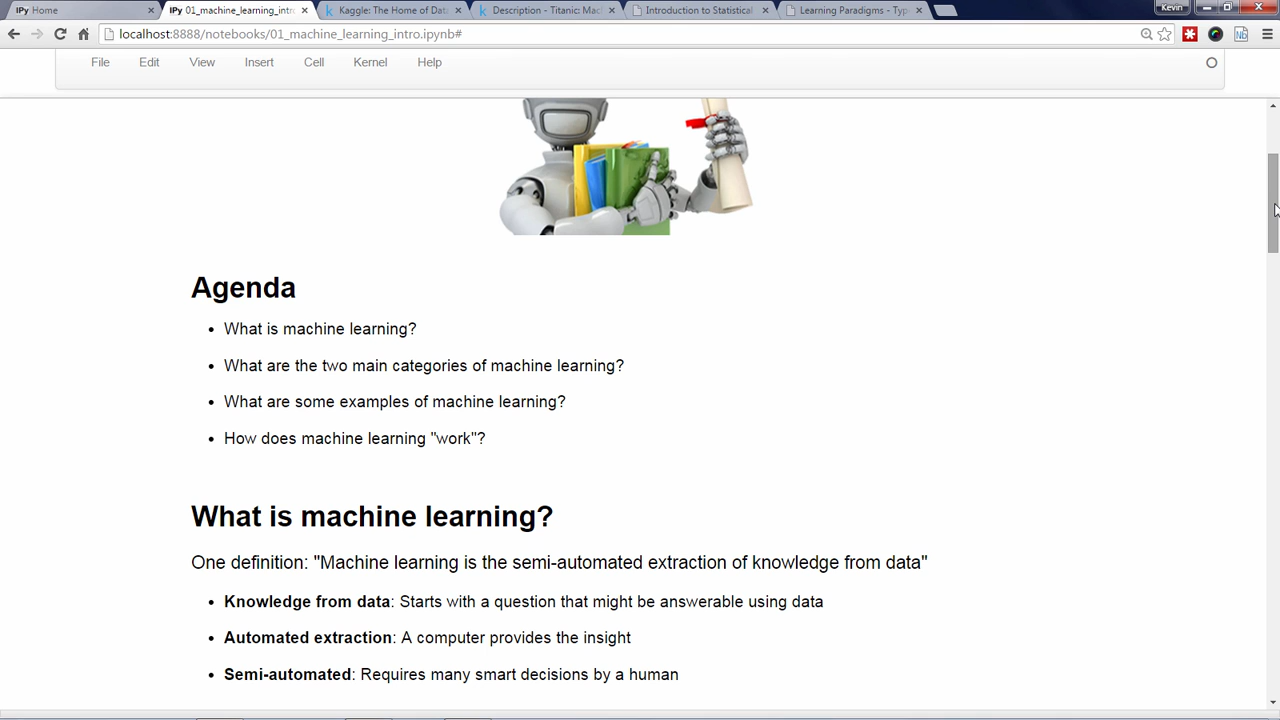 IPy Home
IPy 01_machine_learning_intro
Kaggle: The Home of Dat
Description - Titanic: Mac
Introduction to Statistical
Learning Paradigms - Typ
Kevin
localhost:8888/notebooks/01_machine_learning_intro.ipynb#
File Edit View Insert Cell Kernel Help
Agenda
• What is machine learning?
• What are the two main categories of machine learning?
• What are some examples of machine learning?
• How does machine learning "work"?
What is machine learning?
One definition: "Machine learning is the semi-automated extraction of knowledge from data"
• Knowledge from data: Starts with a question that might be answerable using data
• Automated extraction: A computer provides the insight
• Semi-automated: Requires many smart decisions by a human